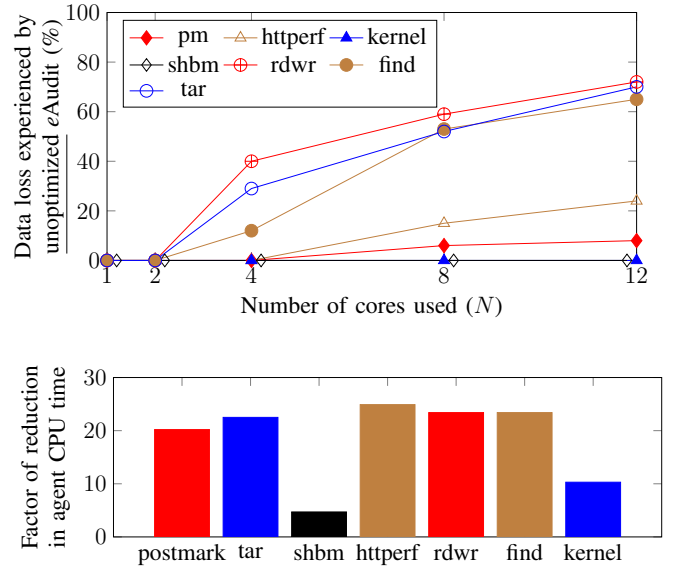 Data loss experienced by
unoptimized eAudit (%)
100
80
60
40
20
0
pm httperf kernel
shbm rdwr find
tar
1 2 4 8 12
Number of cores used (N)
Factor of reduction
in agent CPU time
30
20
10
0
postmark tar shbm httperf rdwr find kernel